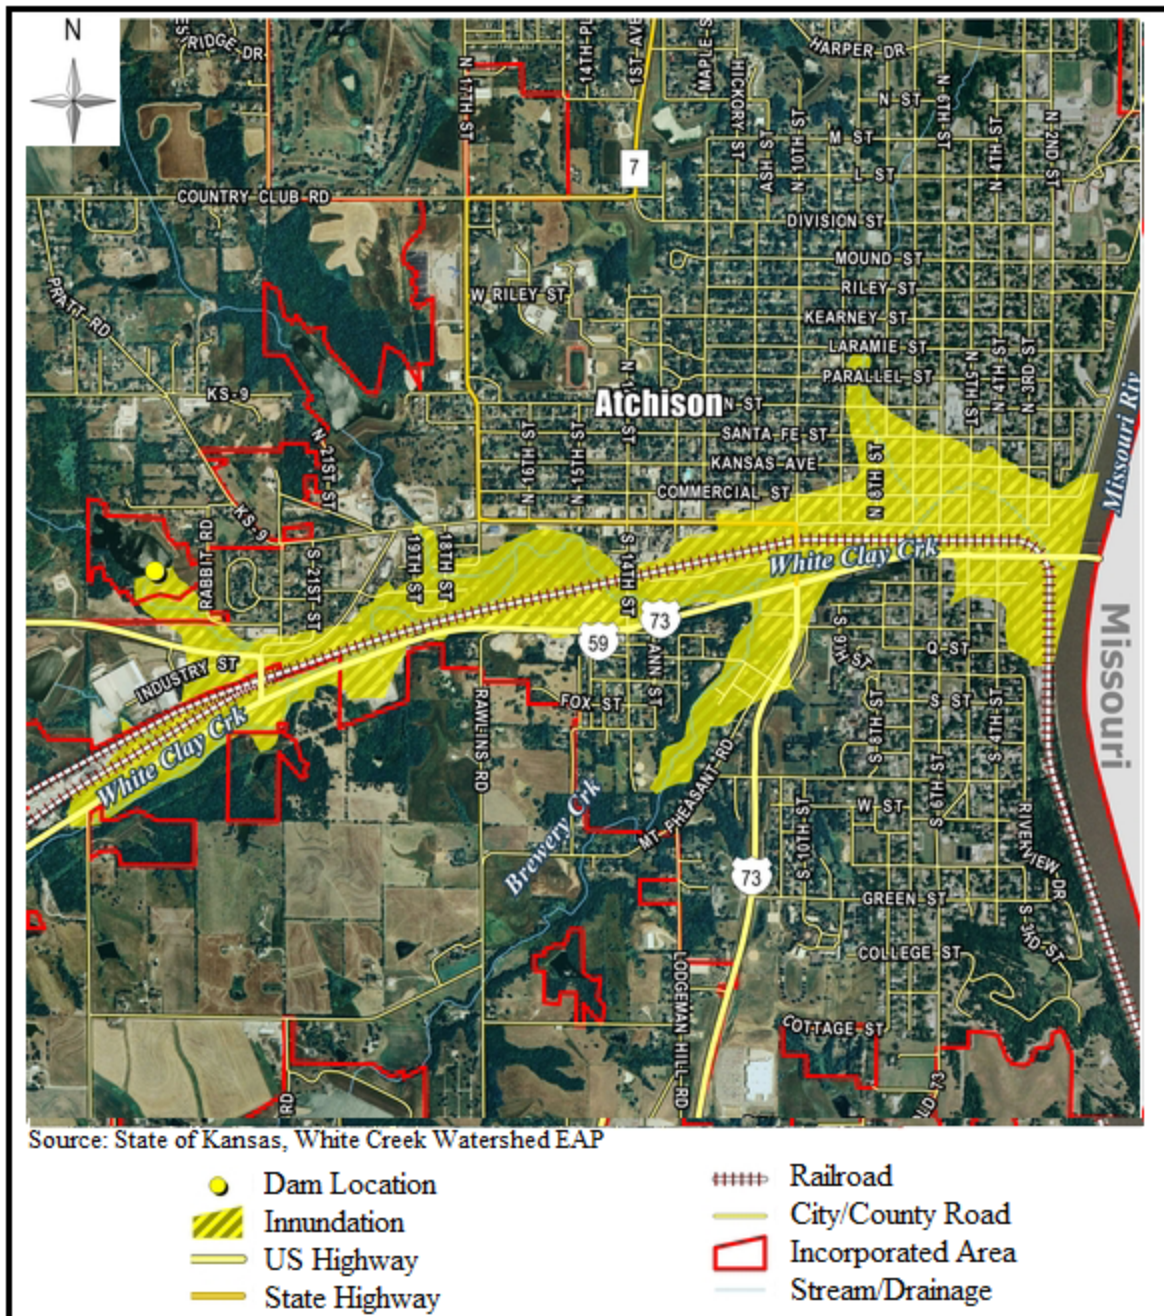 N
RIDGE DR
N 17TH ST
14TH PL
1ST AVE
MAPLE S
HICKORY ST
HARPER DR
N ST
N 6TH ST
N 10TH ST
ASH ST
M ST
N 4TH ST
N 2ND ST
L ST
7
COUNTRY CLUB RD
DIVISION ST
MOUND ST
PRATT RD
W RILEY ST
RILEY ST
KEARNEY ST
LARAMIE ST
PARALLEL ST
N 5TH ST
N 4TH ST
N 3RD ST
KS-9
Atchison
N ST
SANTA FE ST
KANSAS AVE
COMMERCIAL ST
N 21ST ST
N 16TH ST
N 15TH ST
N 8TH ST
Missouri Riv
KS-9
RABBIT RD
S 21ST ST
19TH ST
18TH ST
S 14TH ST
White Clay Crk
73
59
ANN ST
S 9TH ST
Q ST
INDUSTRY ST
FOX ST
S 8TH ST
S ST
S 4TH ST
Missouri
White Clay Crk
RAWLINS RD
MT PHEASANT RD
Brewery Crk
S 10TH ST
W ST
S 6TH ST
RIVERVIEW DR
73
GREEN ST
S 3RD ST
COLLEGE ST
LODGEMAN HILL RD
COTTAGE ST
RD
LD 73
Source: State of Kansas, White Creek Watershed EAP
Dam Location
Innundation
US Highway
State Highway
Railroad
City/County Road
Incorporated Area
Stream/Drainage